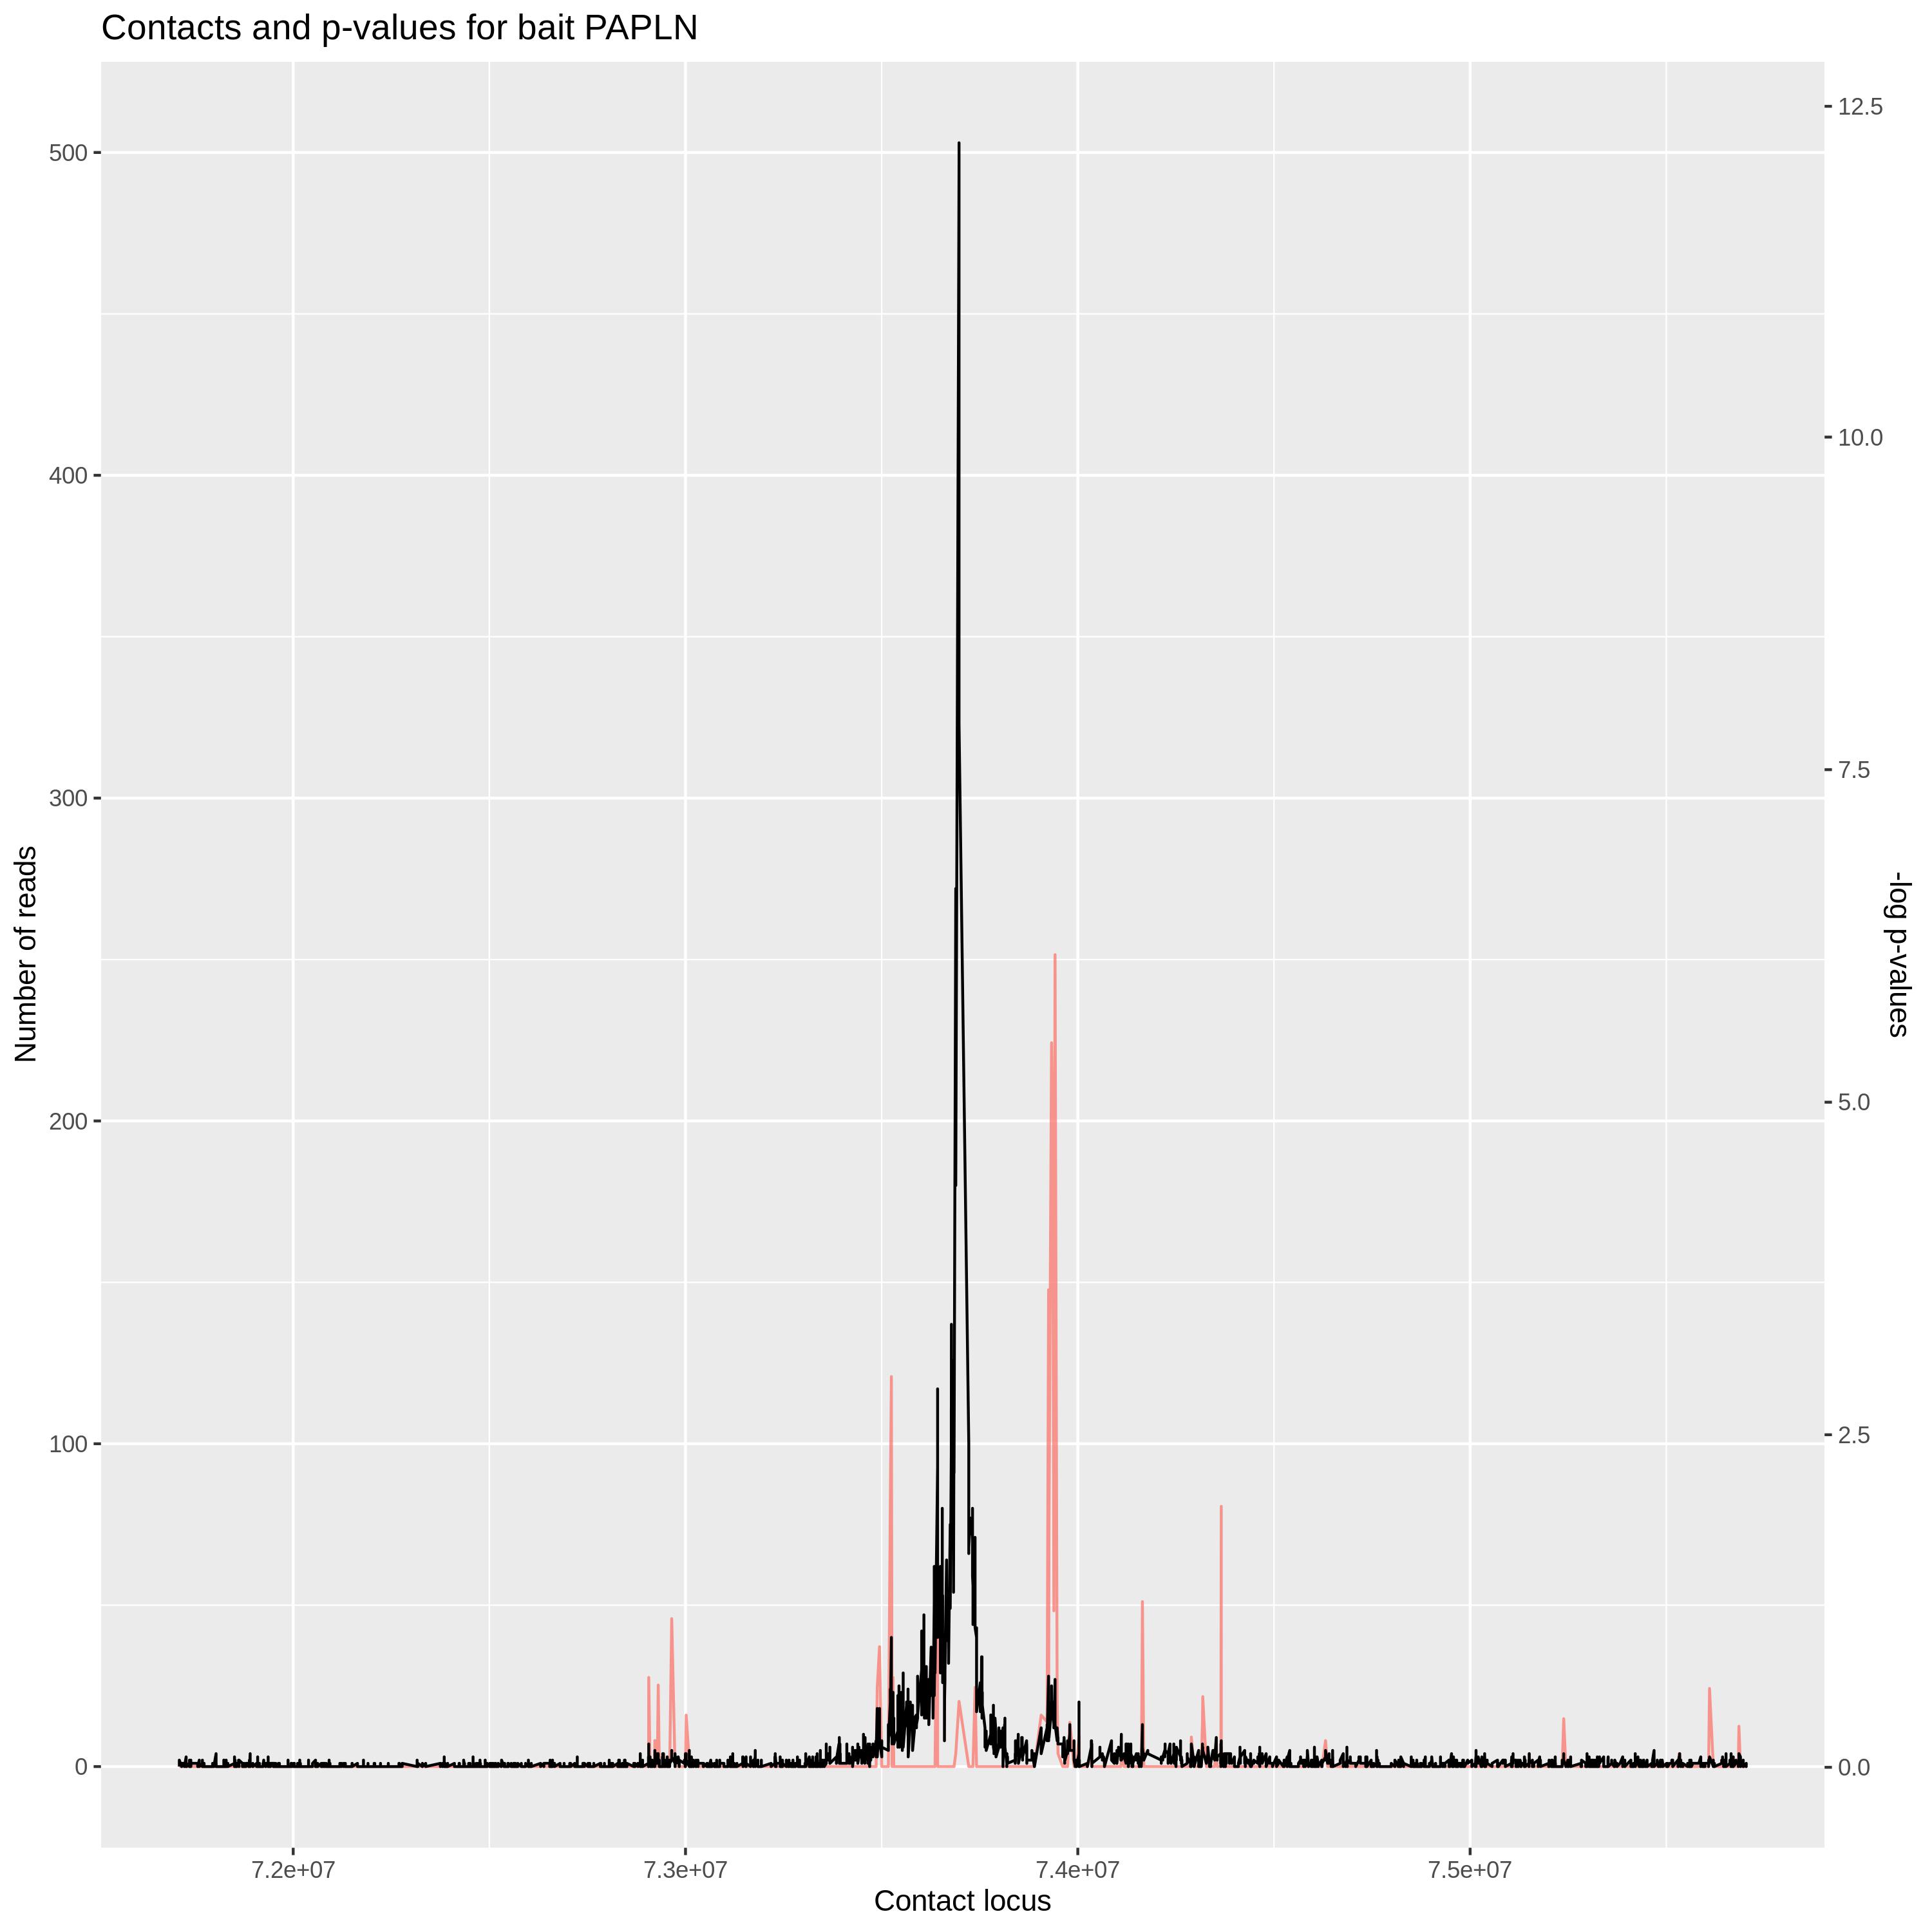 Contacts and p-values for bait PAPLN
Number of reads
500
400
300
200
100
0
12.5
10.0
7.5
5.0
2.5
0.0
-log p-values
7.2e+07
7.3e+07
7.4e+07
7.5e+07
Contact locus